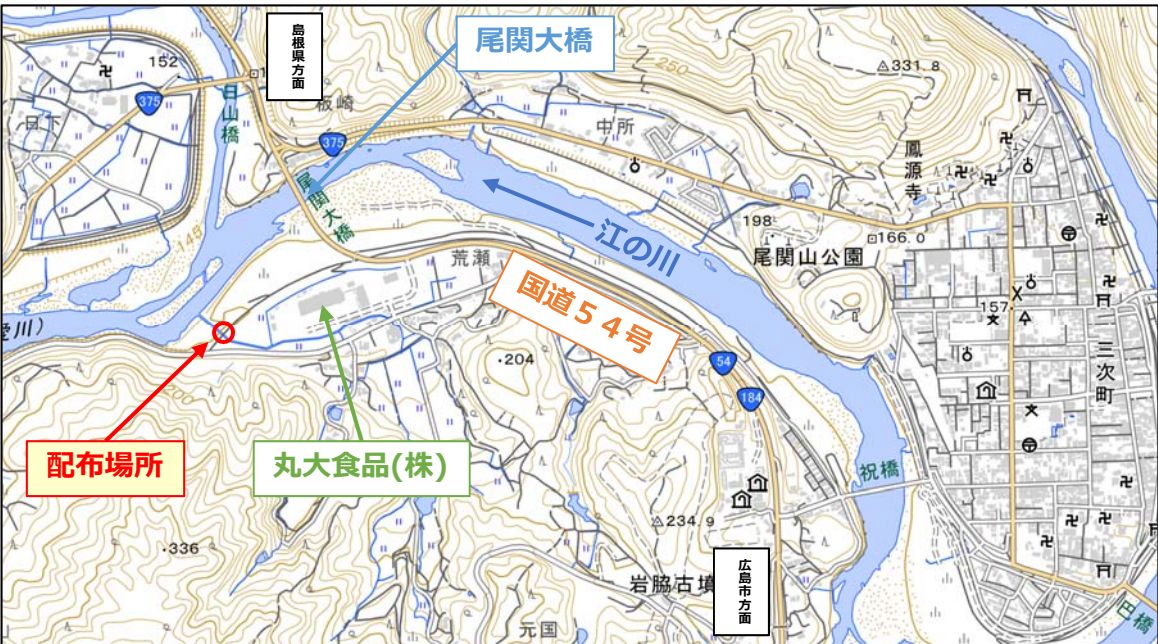 島根県方面
尾関大橋
331.8
250
152
375
日下
日山橋
板崎
375
中所
鳳源寺
尾関大橋
江の川
198
166.0
尾関山公園
145
荒瀬
国道５４号
157
三次町
204
54
184
200
配布場所
丸大食品(株)
祝橋
234.9
336
岩脇古墳
広島市方面
元国
巴橋